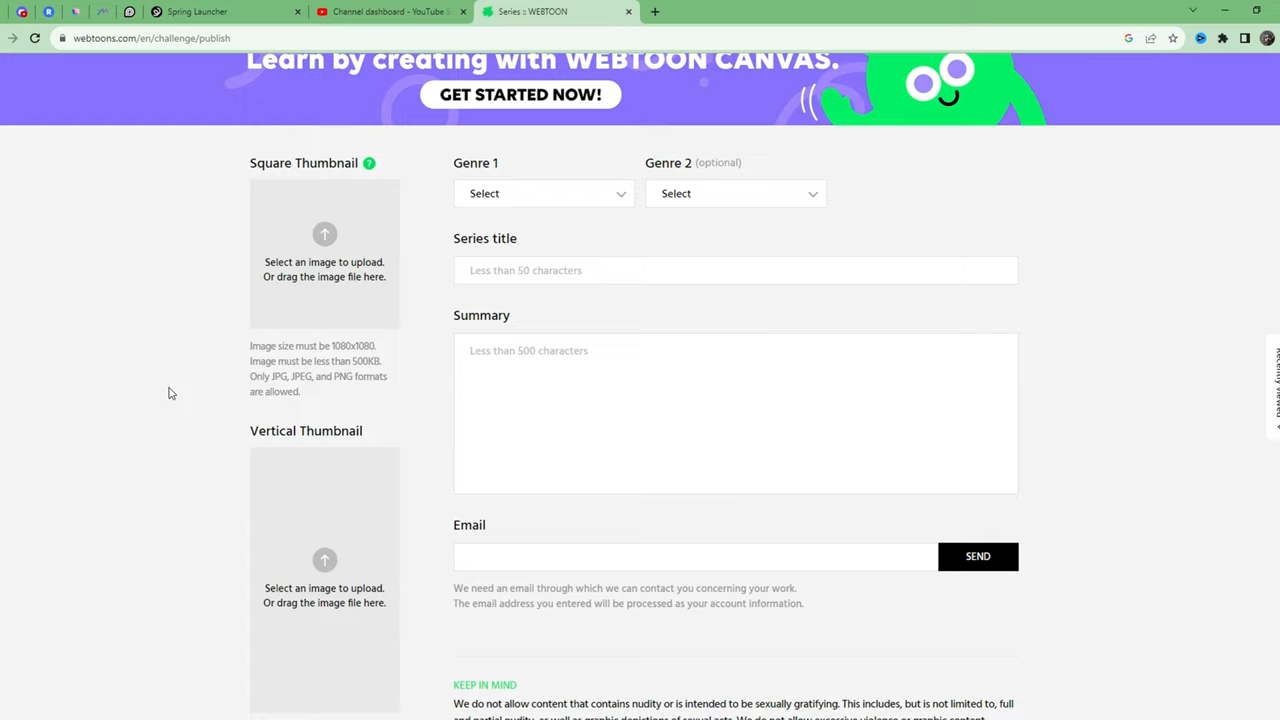 Spring Launcher
Channel dashboard - YouTube S
Series :: WEBTOON
webtoons.com/en/challenge/publish
Learn by creating with WEBTOON CANVAS.
GET STARTED NOW!
Square Thumbnail ?
Genre 1
Genre 2 (optional)
Select
Select
Select an image to upload.
Or drag the image file here.
Series title
Less than 50 characters
Summary
Less than 500 characters
Image size must be 1080x1080.
Image must be less than 500KB.
Only JPG, JPEG, and PNG formats
are allowed.
Recently viewed
Vertical Thumbnail
Select an image to upload.
Or drag the image file here.
Email
SEND
We need an email through which we can contact you concerning your work.
The email address you entered will be processed as your account information.
KEEP IN MIND
We do not allow content that contains nudity or is intended to be sexually gratifying. This includes, but is not limited to, full
and partial nudity, as well as graphic depictions of sexual acts. We do not allow excessive violence or graphic content